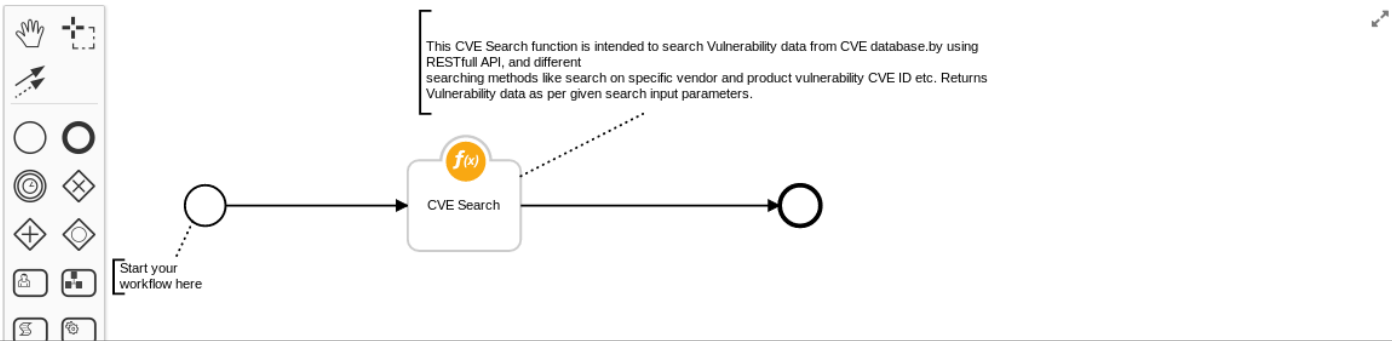 This CVE Search function is intended to search Vulnerability data from CVE database.by using
RESTfull API, and different
searching methods like search on specific vendor and product vulnerability CVE ID etc. Returns
Vulnerability data as per given search input parameters.
f(x)
CVE Search
Start your
workflow here